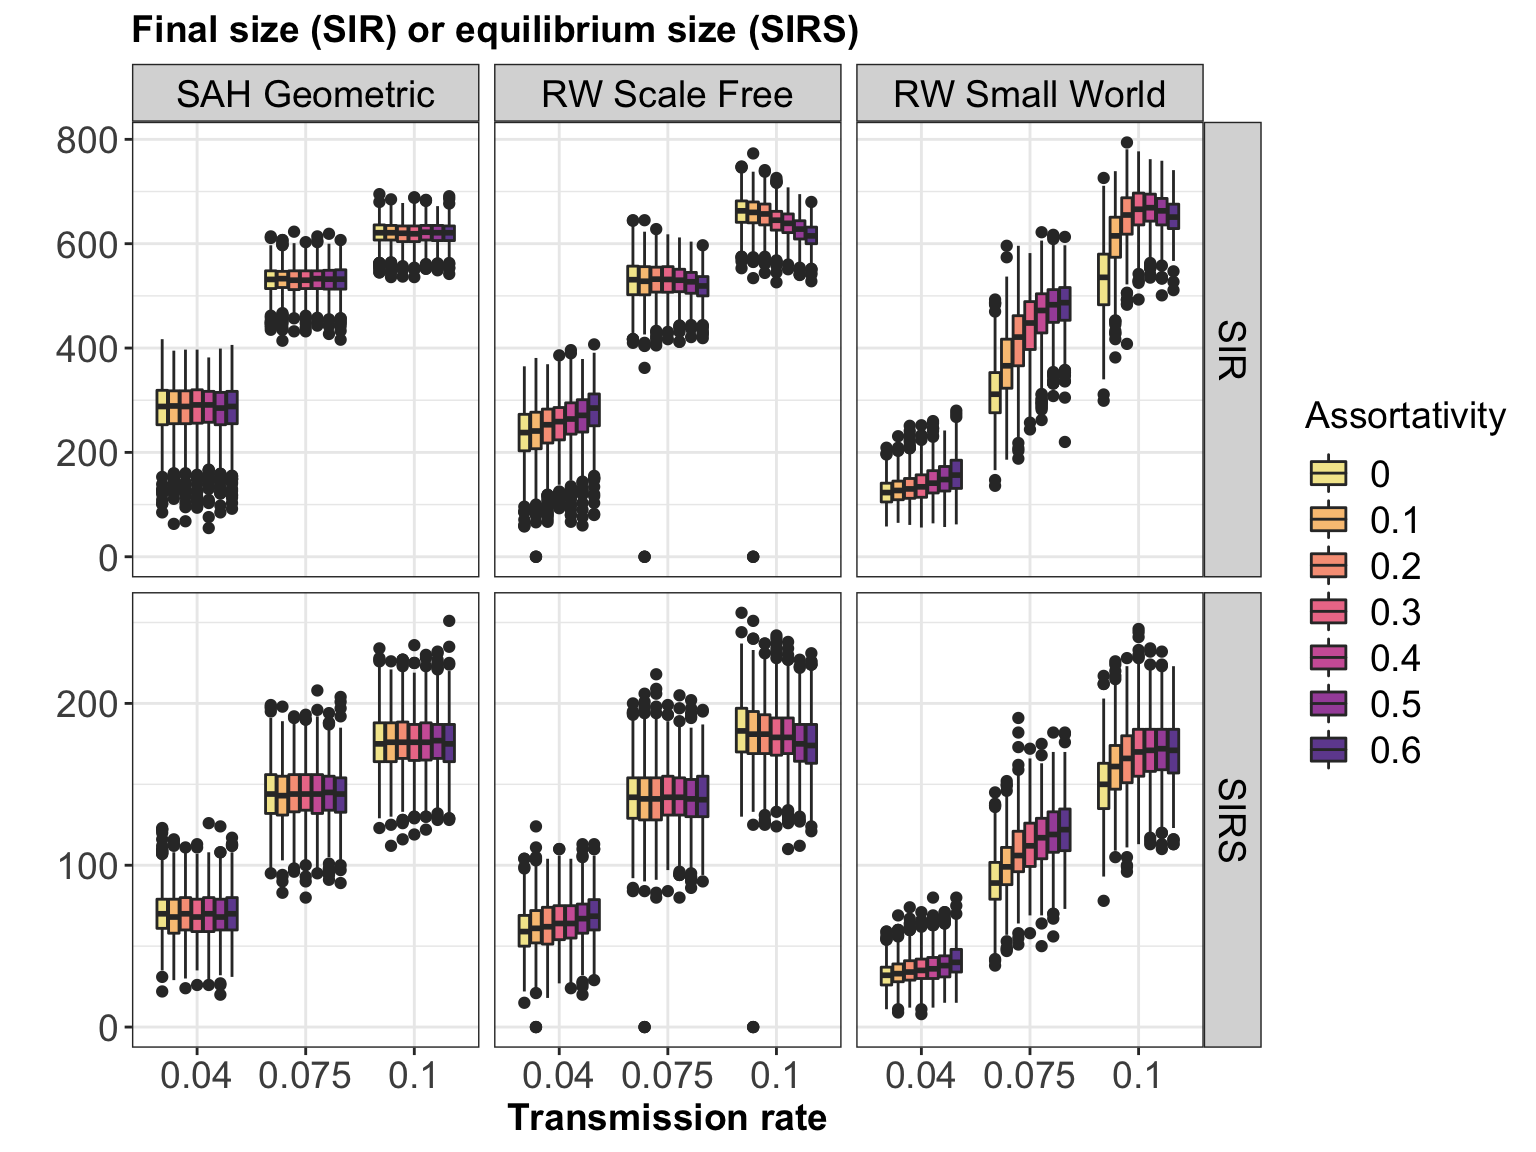 Final size (SIR) or equilibrium size (SIRS)
SAH Geometric RW Scale Free RW Small World
800
600
400
200
0
SIR
200
100
0
SIRS
0.04 0.075 0.1 0.04 0.075 0.1 0.04 0.075 0.1
Transmission rate
Assortativity
0
0.1
0.2
0.3
0.4
0.5
0.6